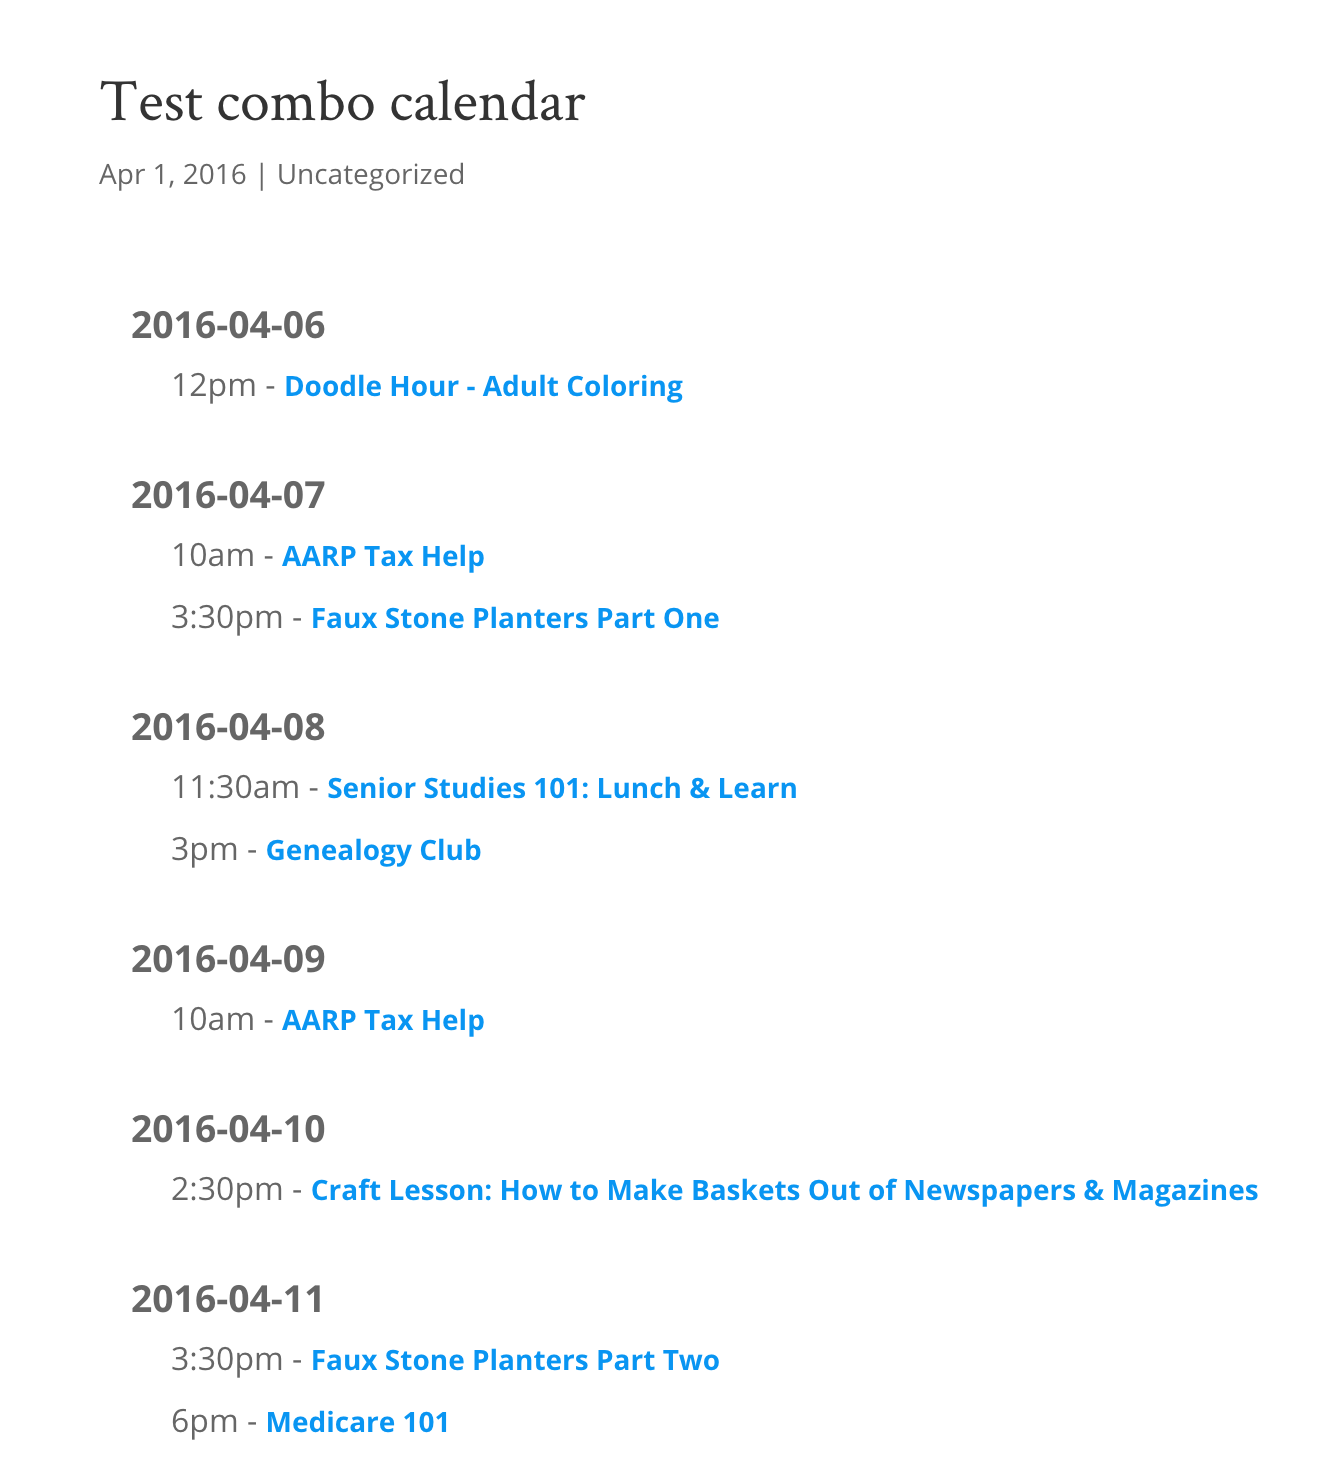 Test combo calendar
Apr 1, 2016 | Uncategorized
2016-04-06
12pm - Doodle Hour - Adult Coloring
2016-04-07
10am - AARP Tax Help
3:30pm - Faux Stone Planters Part One
2016-04-08
11:30am - Senior Studies 101: Lunch & Learn
3pm - Genealogy Club
2016-04-09
10am - AARP Tax Help
2016-04-10
2:30pm - Craft Lesson: How to Make Baskets Out of Newspapers & Magazines
2016-04-11
3:30pm - Faux Stone Planters Part Two
6pm - Medicare 101